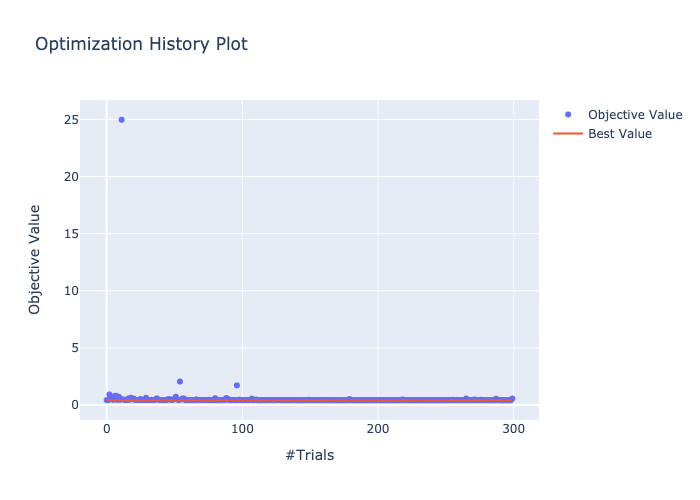 Optimization History Plot
Objective Value
Best Value
25
20
15
10
5
0
Objective Value
0
100
200
300
#Trials